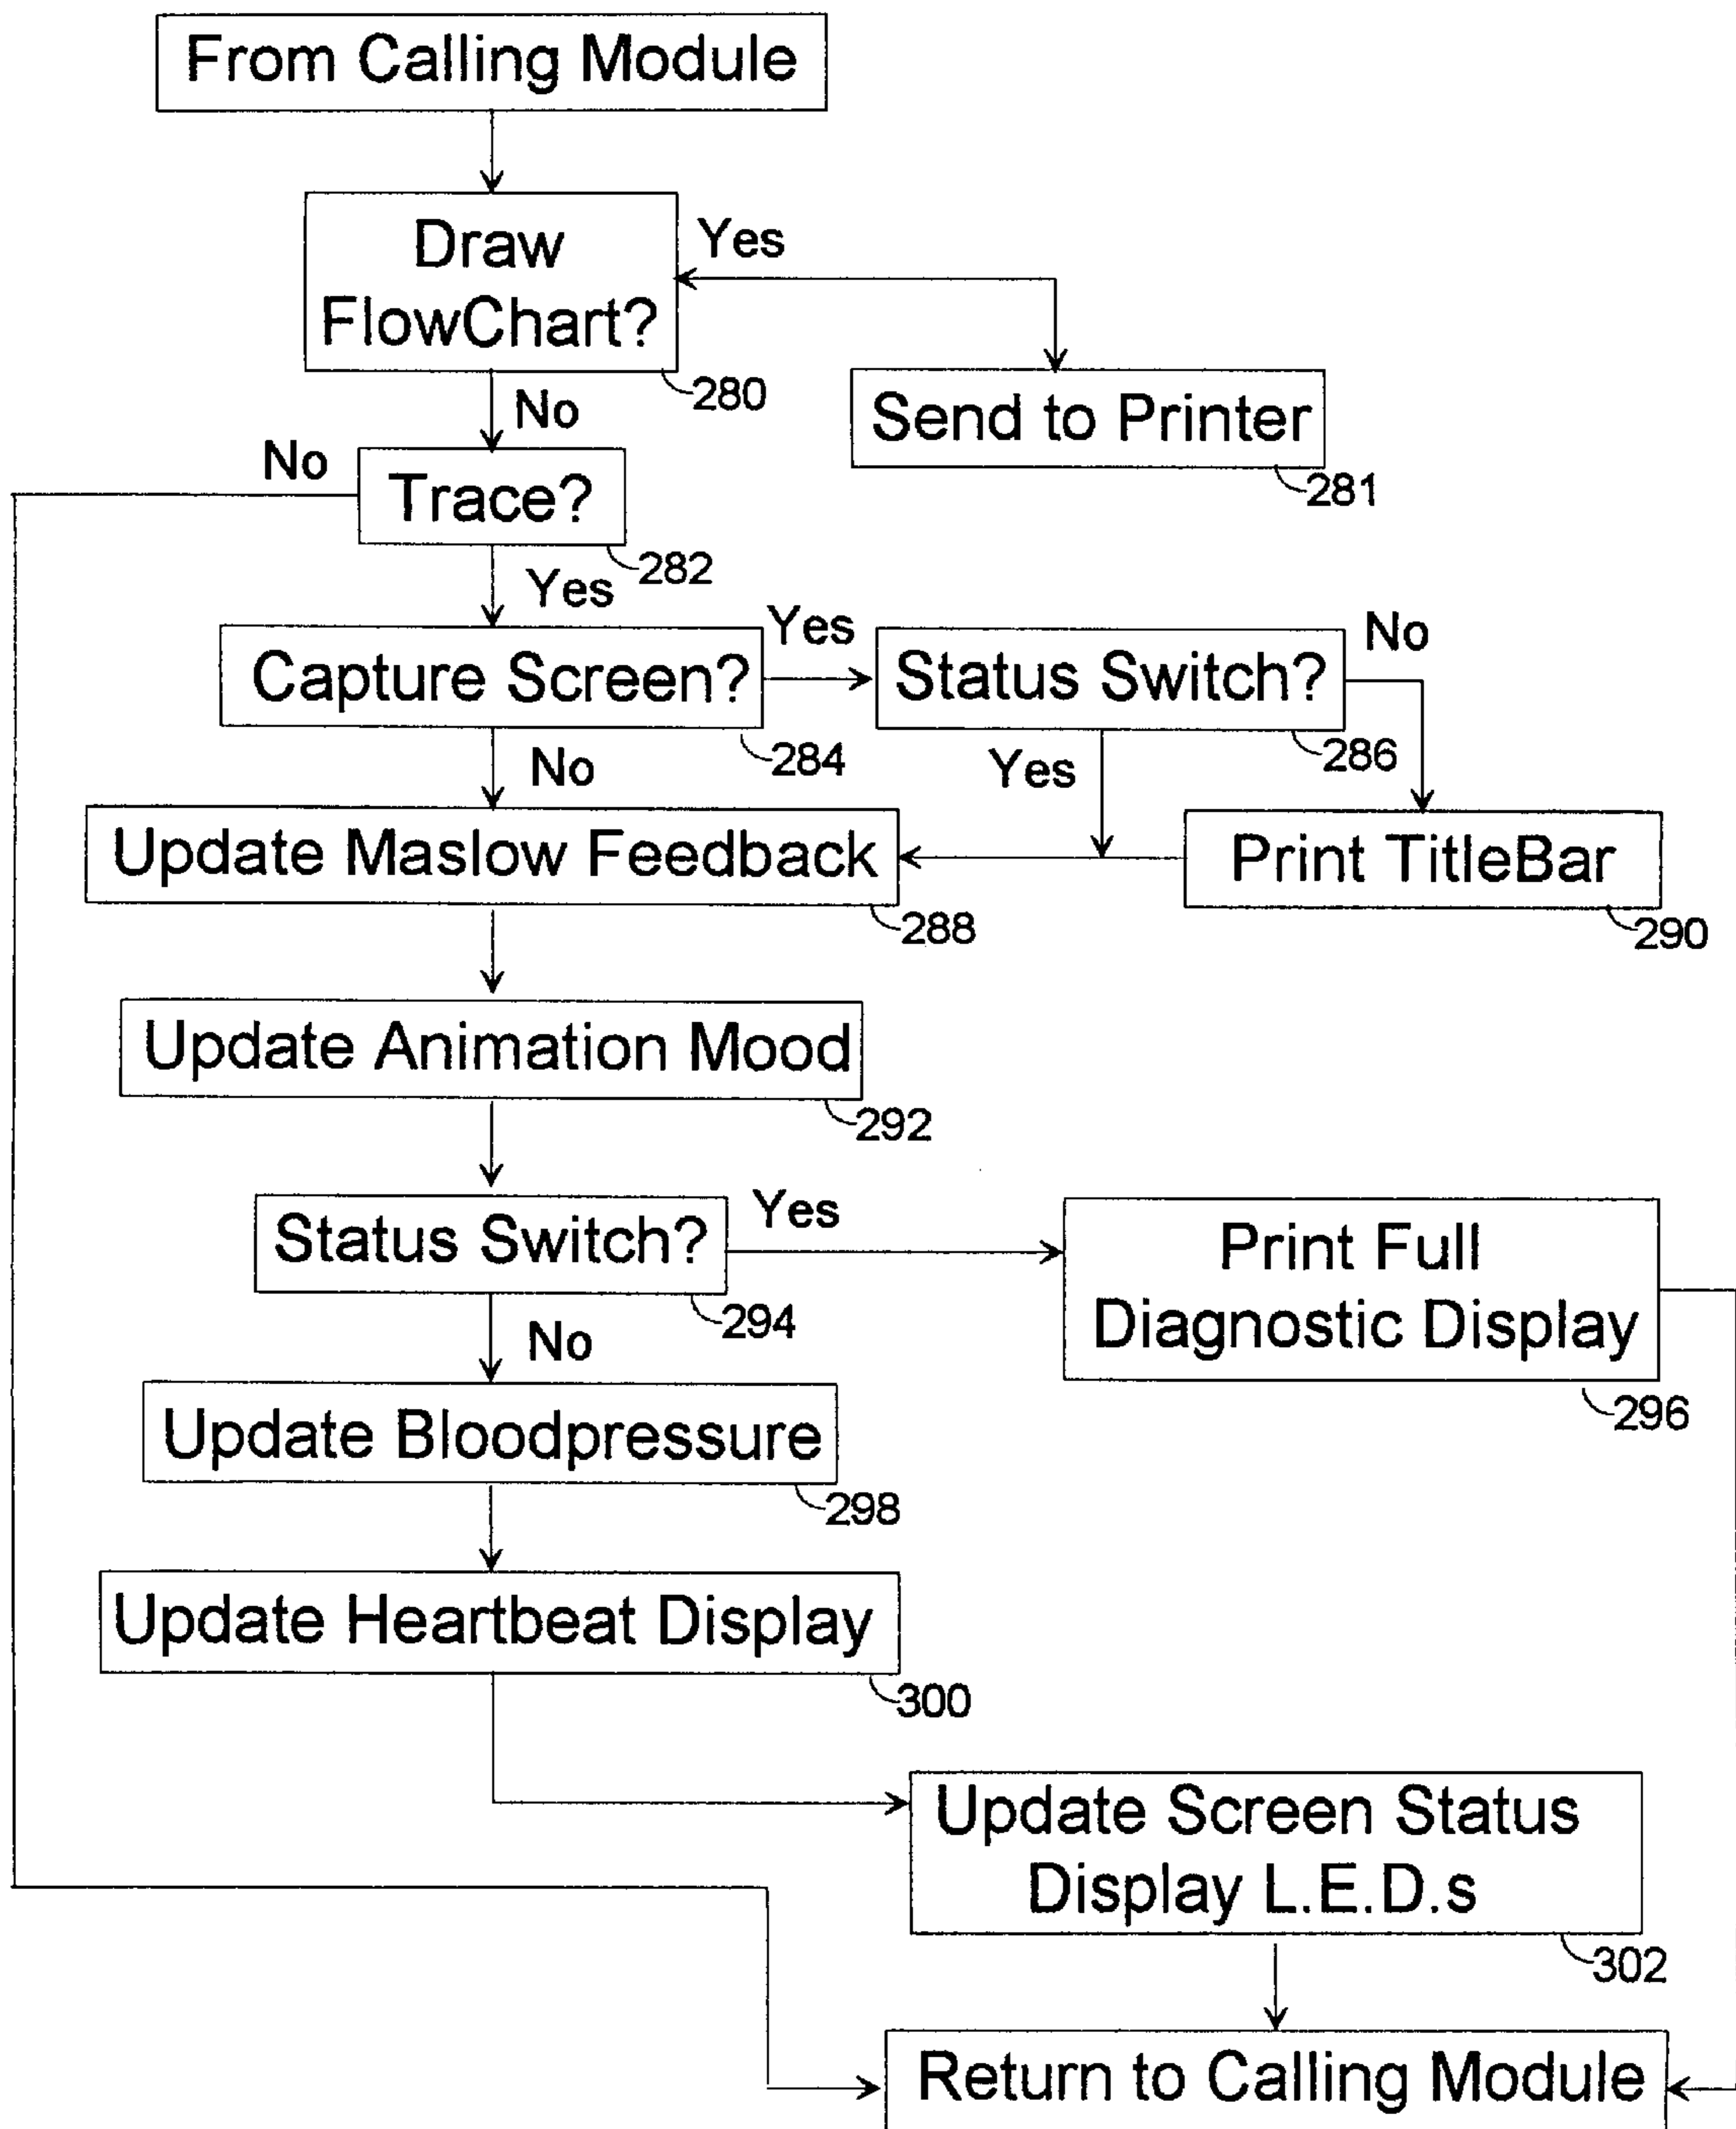 From Calling Module
Draw
FlowChart?
Yes
280
No
Send to Printer
281
No
Trace?
282
Yes
Capture Screen?
Yes
284
No
Status Switch?
No
286
Yes
Update Maslow Feedback
288
Print TitleBar
290
Update Animation Mood
292
Status Switch?
Yes
294
No
Print Full
Diagnostic Display
296
Update Bloodpressure
298
Update Heartbeat Display
300
Update Screen Status
Display L.E.D.s
302
Return to Calling Module